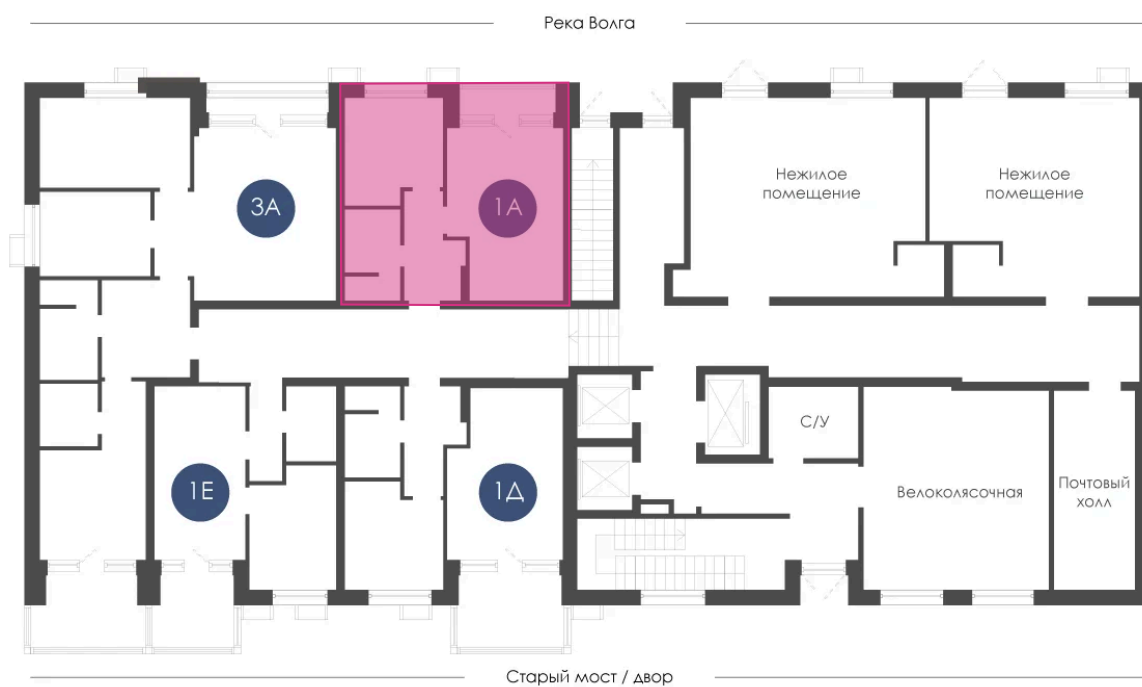 Река Волга
Нежилое
помещение
Нежилое
помещение
3А
1А
С/У
1Е
1Д
Велоколясочная
Почтовый
холл
Старый мост / двор